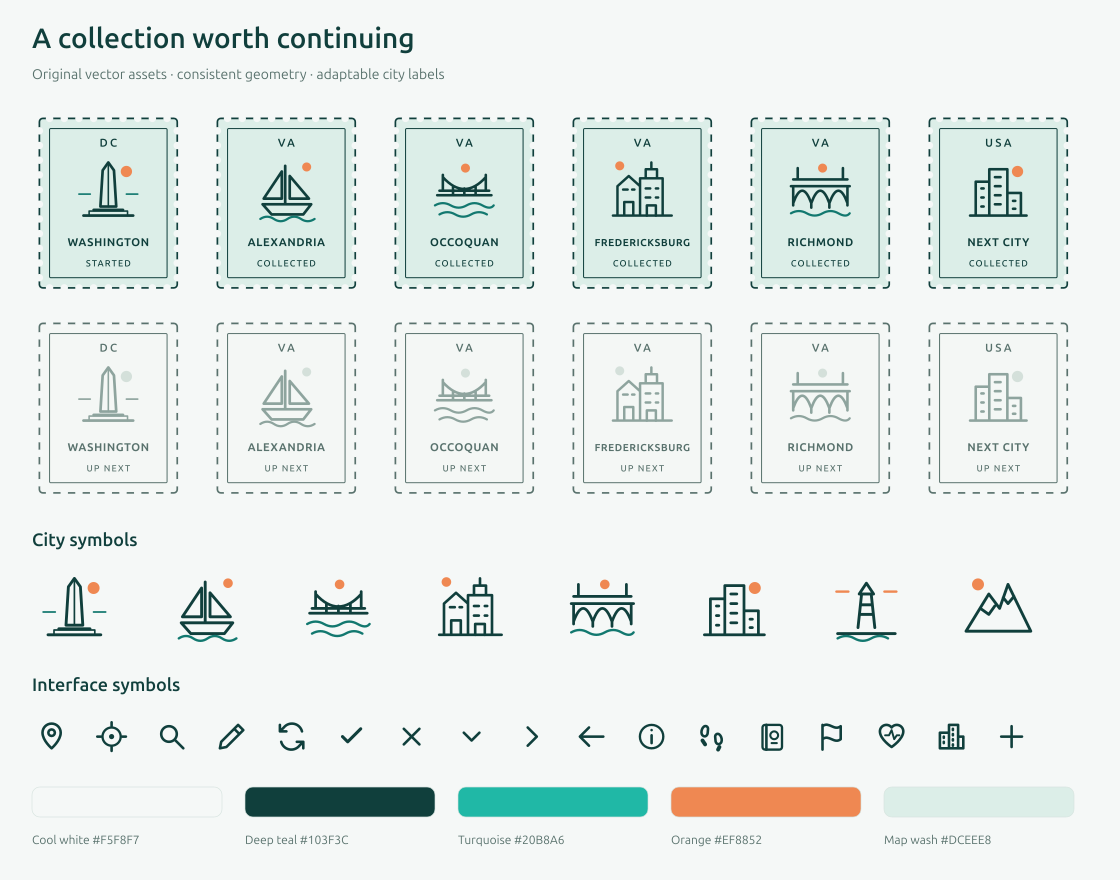 A collection worth continuing
Original vector assets · consistent geometry · adaptable city labels
DC
WASHINGTON
STARTED
VA
ALEXANDRIA
COLLECTED
VA
OCCOQUAN
COLLECTED
VA
FREDERICKSBURG
COLLECTED
VA
RICHMOND
COLLECTED
USA
NEXT CITY
COLLECTED
DC
WASHINGTON
UP NEXT
VA
ALEXANDRIA
UP NEXT
VA
OCCOQUAN
UP NEXT
VA
FREDERICKSBURG
UP NEXT
VA
RICHMOND
UP NEXT
USA
NEXT CITY
UP NEXT
City symbols
Interface symbols
Cool white #F5F8F7
Deep teal #103F3C
Turquoise #20B8A6
Orange #EF8852
Map wash #DCEEE8